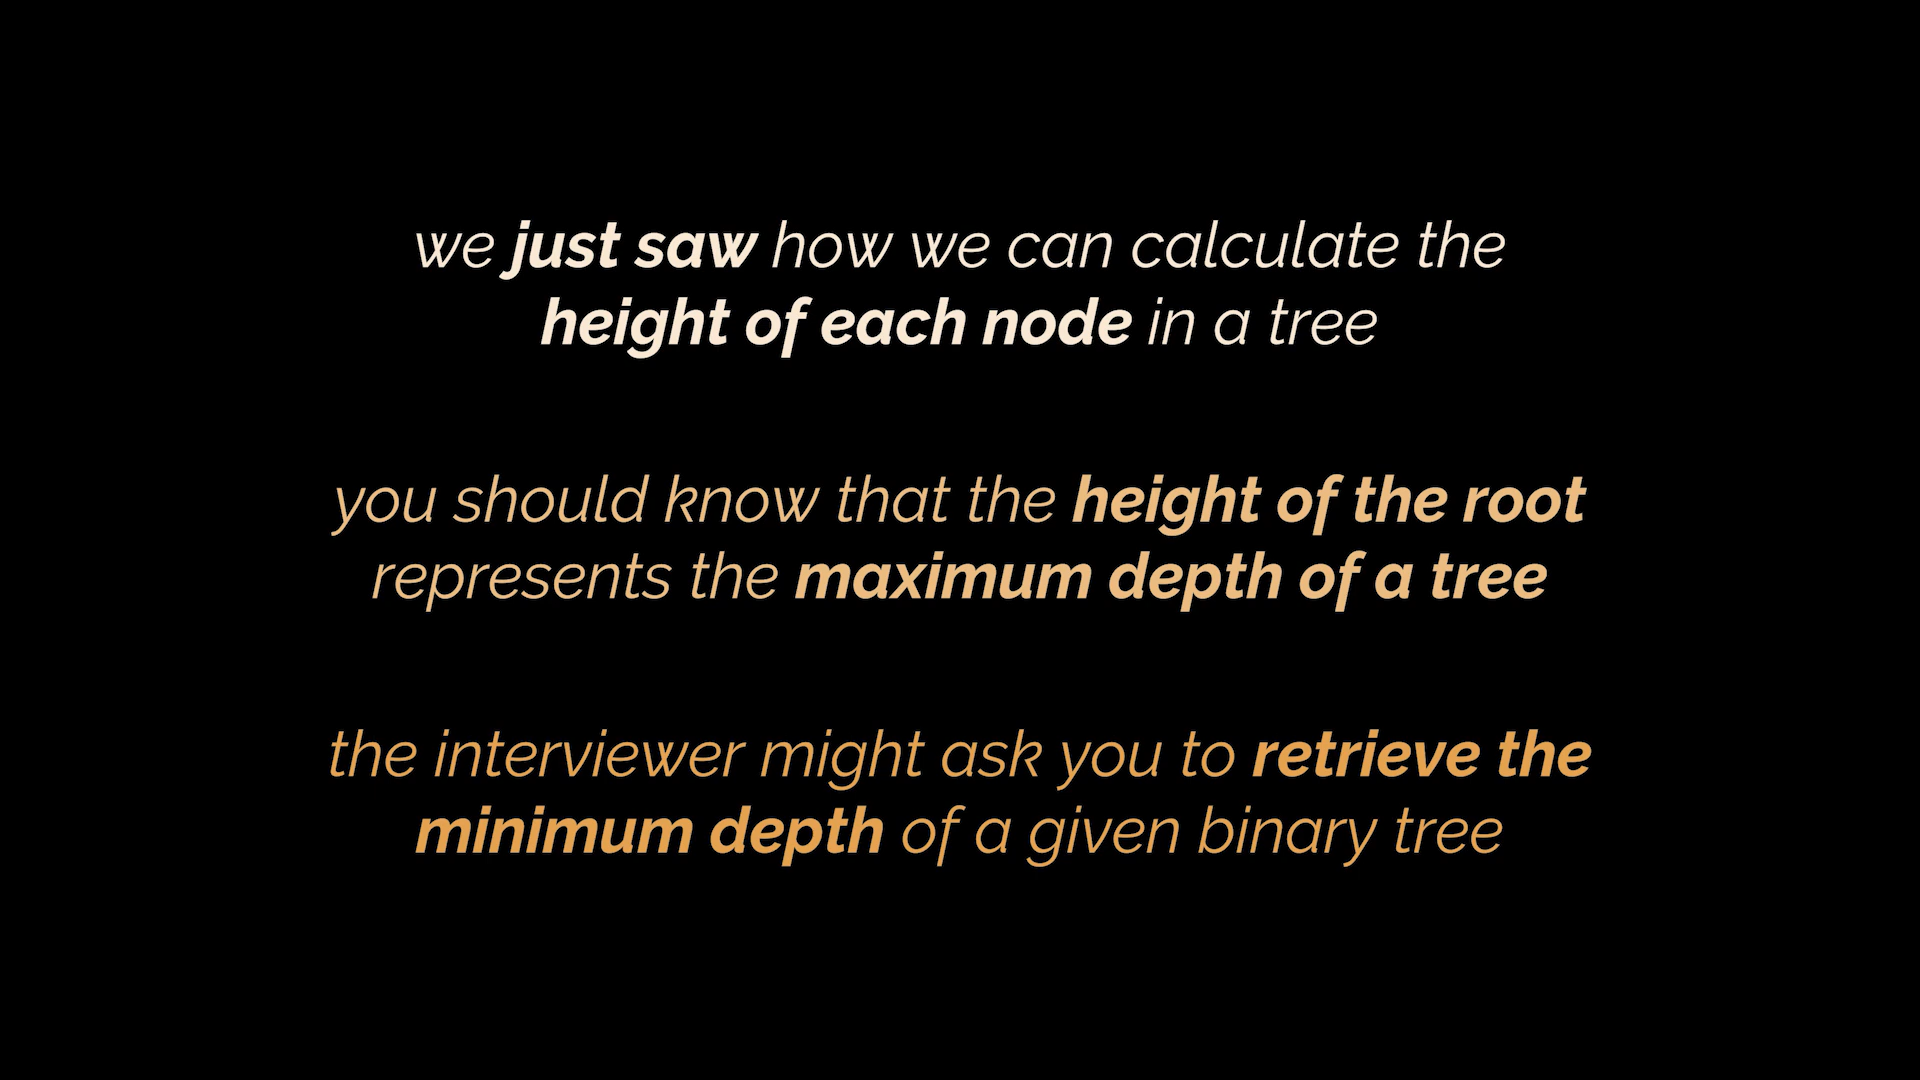 we just saw how we can calculate the
height of each node in a tree
you should know that the height of the root
represents the maximum depth of a tree
the interviewer might ask you to retrieve the
minimum depth of a given binary tree